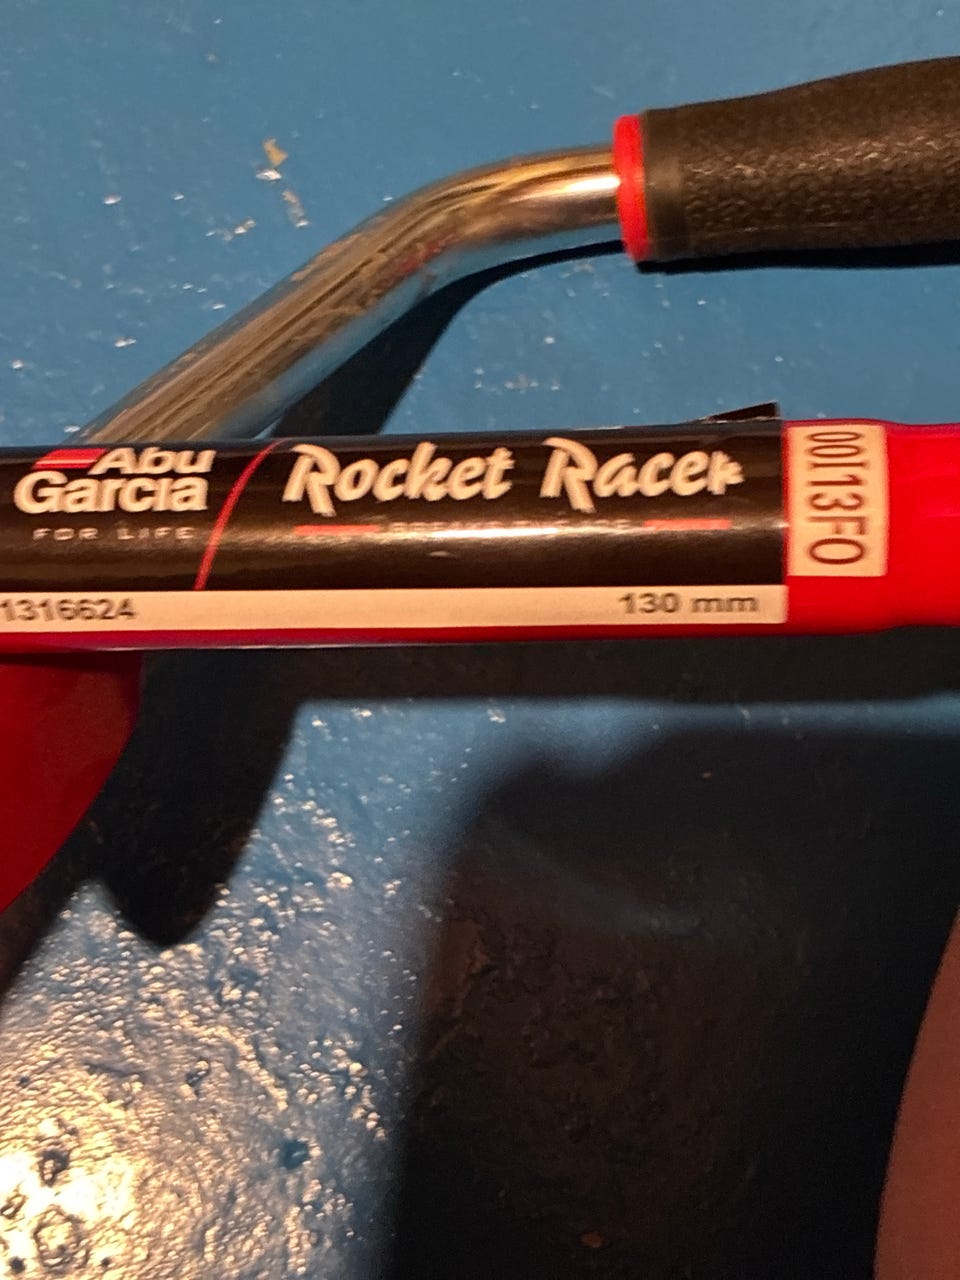 Abu
Garcia
FOR LIFE
Rocket Racer
1316624
130 mm
00I13FO